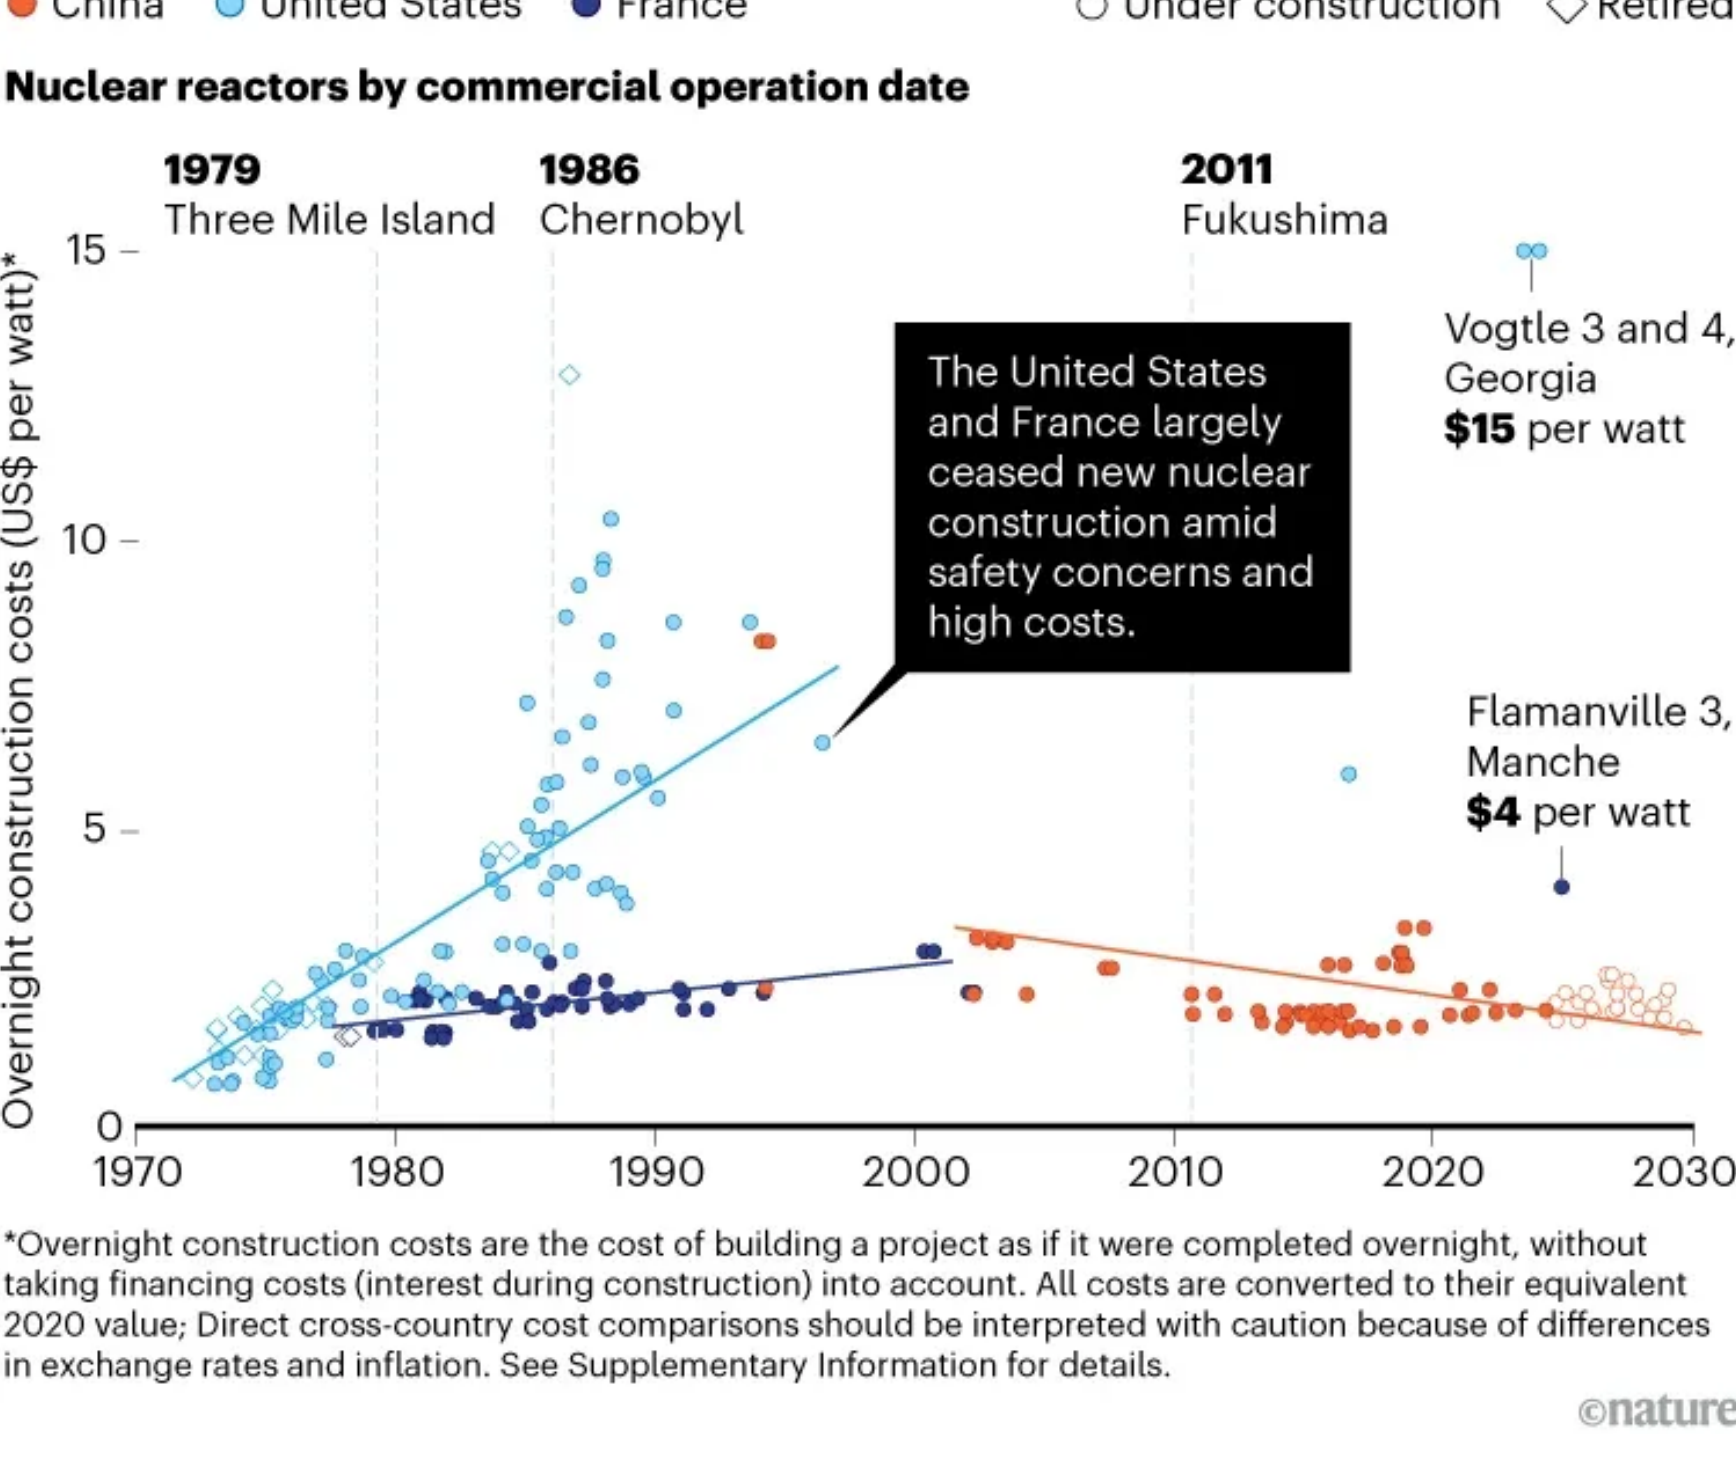 China United States France Under construction Retired
Nuclear reactors by commercial operation date
1979
Three Mile Island
1986
Chernobyl
2011
Fukushima
Overnight construction costs (US$ per watt)*
15
10
5
0
The United States
and France largely
ceased new nuclear
construction amid
safety concerns and
high costs.
Vogtle 3 and 4,
Georgia
$15 per watt
Flamanville 3,
Manche
$4 per watt
1970 1980 1990 2000 2010 2020 2030
*Overnight construction costs are the cost of building a project as if it were completed overnight, without
taking financing costs (interest during construction) into account. All costs are converted to their equivalent
2020 value; Direct cross-country cost comparisons should be interpreted with caution because of differences
in exchange rates and inflation. See Supplementary Information for details.
©nature